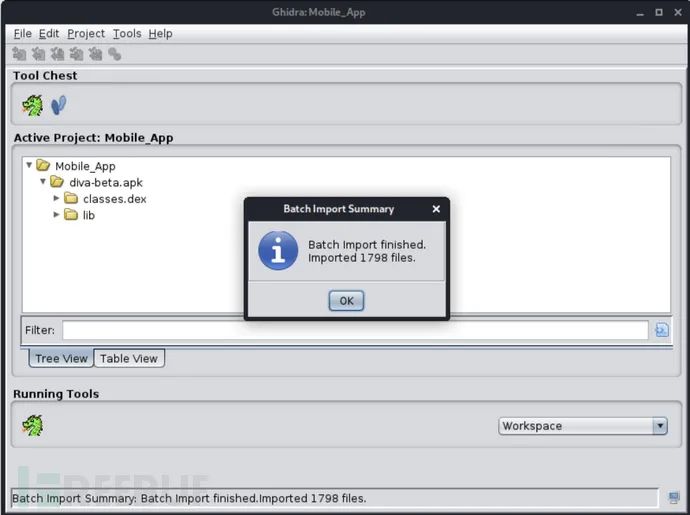 Ghidra: Mobile_App
File Edit Project Tools Help
Tool Chest
Active Project: Mobile_App
Mobile_App
diva-beta.apk
classes.dex
lib
Batch Import Summary
Batch Import finished.
Imported 1798 files.
OK
Filter:
Tree View Table View
Running Tools
Workspace
REEBUF
Batch Import Summary: Batch Import finished.Imported 1798 files.